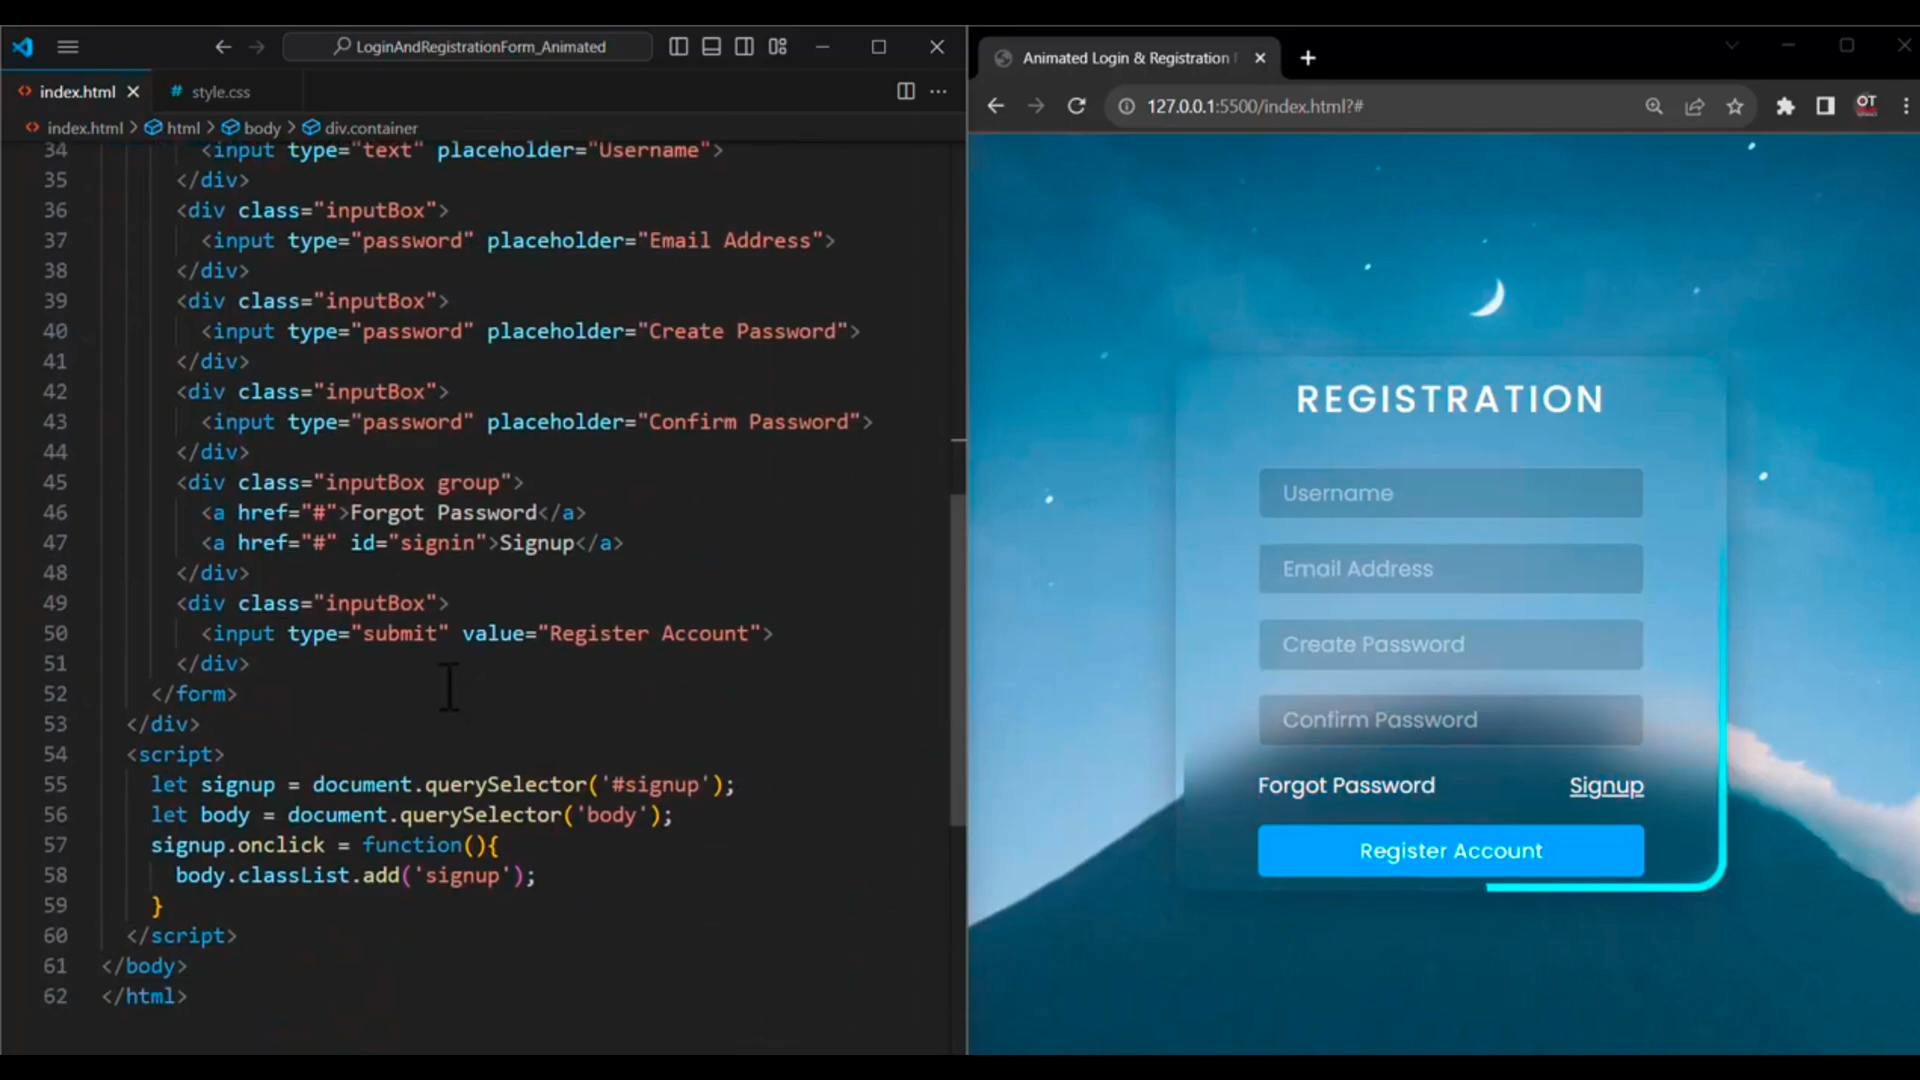 LoginAndRegistrationForm_Animated
index.html
# style.css
index.html > html > body > div.container
34 <input type="text" placeholder="Username">
35 </div>
36 <div class="inputBox">
37 <input type="password" placeholder="Email Address">
38 </div>
39 <div class="inputBox">
40 <input type="password" placeholder="Create Password">
41 </div>
42 <div class="inputBox">
43 <input type="password" placeholder="Confirm Password">
44 </div>
45 <div class="inputBox group">
46 <a href="#">Forgot Password</a>
47 <a href="#" id="signin">Signup</a>
48 </div>
49 <div class="inputBox">
50 <input type="submit" value="Register Account">
51 </div>
52 </form>
53 </div>
54 <script>
55 let signup = document.querySelector('#signup');
56 let body = document.querySelector('body');
57 signup.onclick = function(){
58 body.classList.add('signup');
59 }
60 </script>
61 </body>
62 </html>
Animated Login & Registration
127.0.0.1:5500/index.html?#
OT
REGISTRATION
Username
Email Address
Create Password
Confirm Password
Forgot Password Signup
Register Account